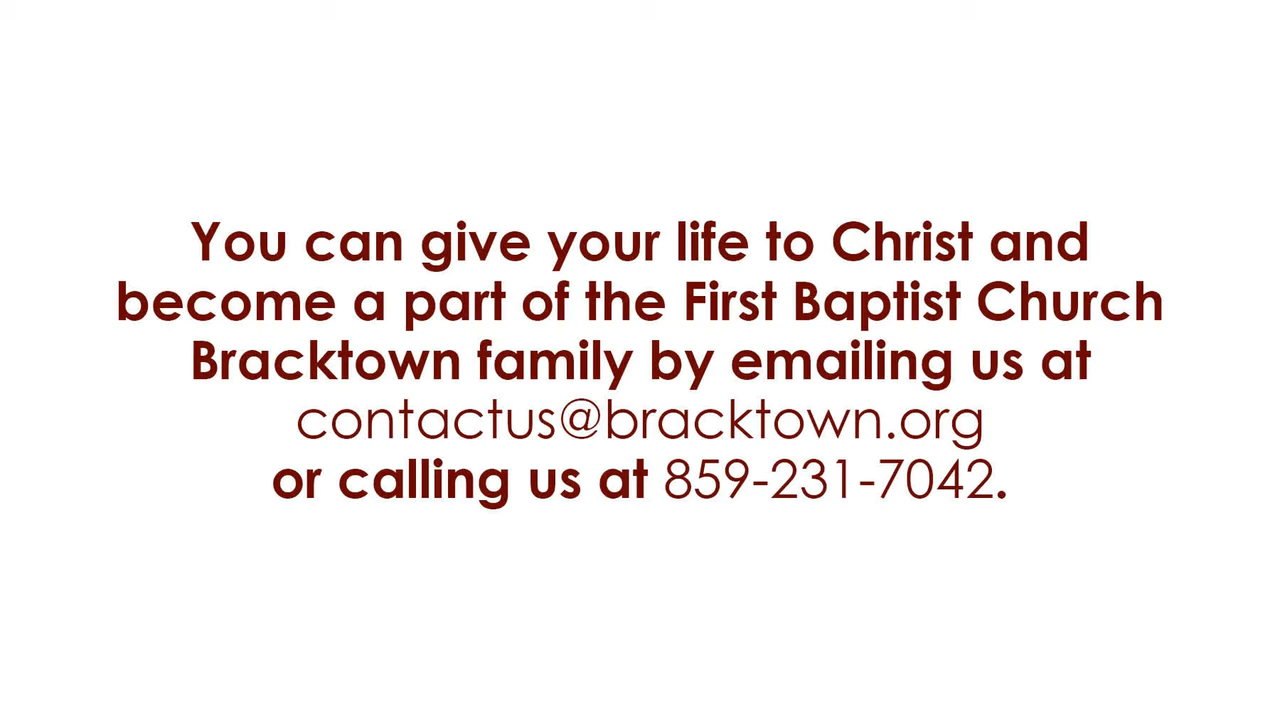 You can give your life to Christ and
become a part of the First Baptist Church
Bracktown family by emailing us at
contactus@bracktown.org
or calling us at 859-231-7042.